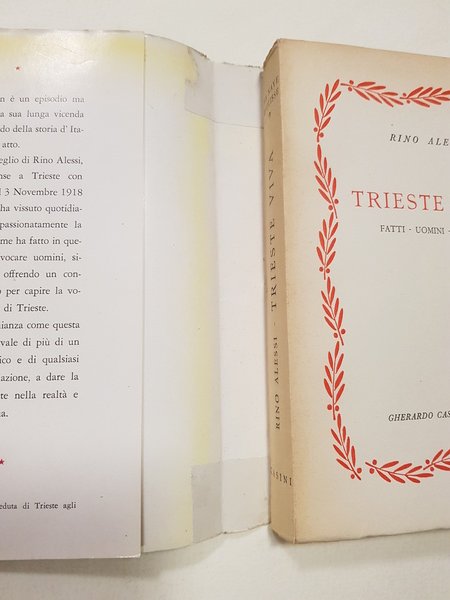 n è un episodio ma
a sua lunga vicenda
do della storia d' Ita-
atto.
eglio di Rino Alessi,
nse a Trieste con
l 3 Novembre 1918
ha vissuto quotidia-
passionatamente la
me ha fatto in que-
vocare uomini, si-
offrendo un con-
o per capire la vo-
di Trieste.
ianza come questa
vale di più di un
ico e di qualsiasi
azione, a dare la
te nella realtà e
ia.
eduta di Trieste agli
RINO ALESSI - TRIESTE VIVA
CASINI
RINO ALES
TRIESTE
FATTI - UOMINI -
GHERARDO CAS